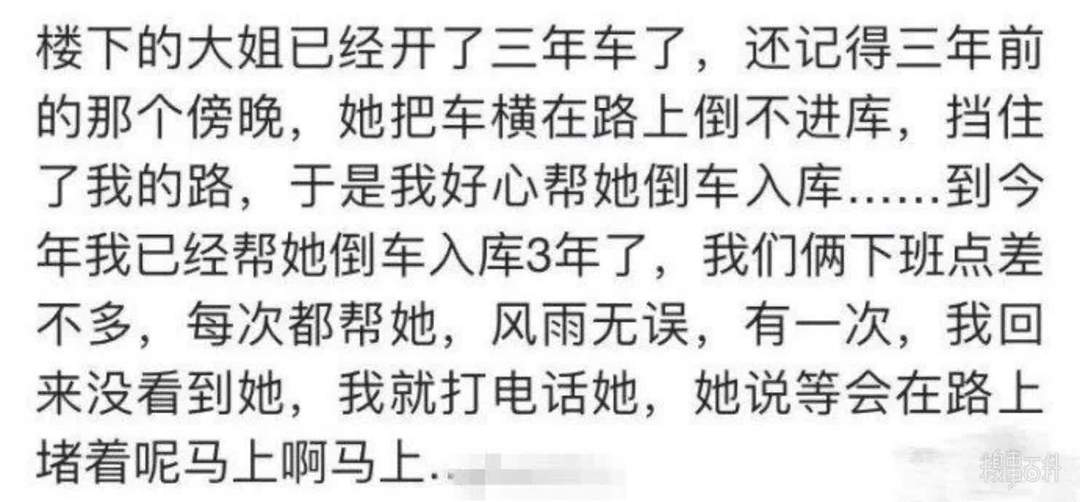 楼下的大姐已经开了三年车了，还记得三年前
的那个傍晚，她把车横在路上倒不进库，挡住
了我的路，于是我好心帮她倒车入库……到今
年我已经帮她倒车入库3年了，我们俩下班点差
不多，每次都帮她，风雨无误，有一次，我回
来没看到她，我就打电话她，她说等会在路上
堵着呢马上啊马上..